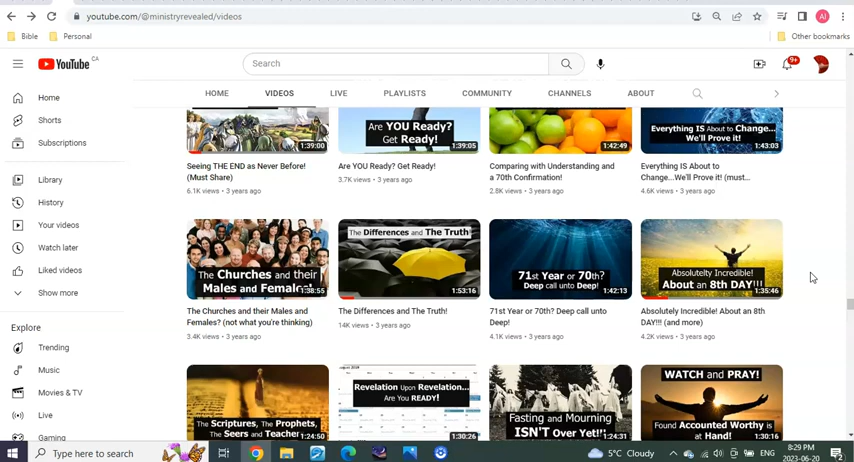 youtube.com/@ministryrevealed/videos
AI
Bible
Personal
Other bookmarks
YouTube CA
Search
9+
HOME
VIDEOS
LIVE
PLAYLISTS
COMMUNITY
CHANNELS
ABOUT
Home
Shorts
Subscriptions
Library
History
Your videos
Watch later
Liked videos
Show more
Explore
Trending
Music
Movies & TV
Live
Gaming
1:39:00
Are YOU Ready?
Get Ready!
1:39:05
1:42:49
Everything IS About to
Change...We'll Prove it!
1:43:03
Seeing THE END as Never Before!
(Must Share)
6.1K views • 3 years ago
Are YOU Ready? Get Ready!
3.7K views • 3 years ago
Comparing with Understanding and
a 70th Confirmation!
2.8K views • 3 years ago
Everything IS About to
Change...We'll Prove it! (must...
4.6K views • 3 years ago
The Churches and their
Males and Females?
1:38:55
The Differences and The Truth
1:53:16
71st Year or 70th?
Deep call unto Deep!
1:42:13
Absolutelty Incredible!
About an 8th DAY!!!
1:35:46
The Churches and their Males and
Females? (not what you're thinking)
3.4K views • 3 years ago
The Differences and The Truth!
14K views • 3 years ago
71st Year or 70th? Deep call unto
Deep!
4.1K views • 3 years ago
Absolutely Incredible! About an 8th
DAY!!! (and more)
4.2K views • 3 years ago
The Scriptures, The Prophets,
The Seers and Teachers
1:24:50
Revelation Upon Revelation...
Are You READY!
1:30:26
Fasting and Mourning
ISN'T Over Yet!!
1:24:31
WATCH and PRAY!
Found Accounted Worthy is
at Hand!
1:30:16
Type here to search
5°C Cloudy
ENG
8:29 PM
2023-06-20
2